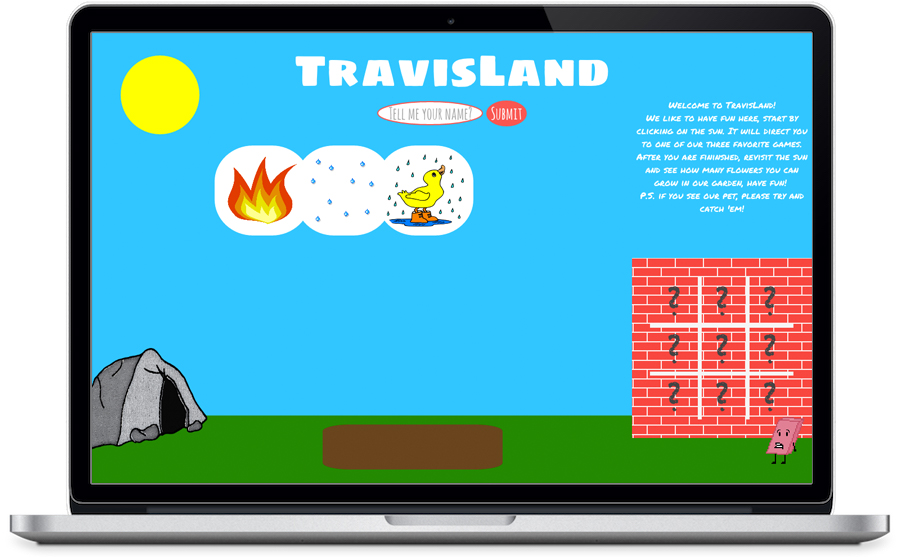 TravisLand
Tell me your name?
Submit
Welcome to TravisLand!
We like to have fun here, start by
clicking on the sun. It will direct you
to one of our three favorite games.
After you are fininshed, revisit the sun
and see how many flowers you can
grow in our garden, have fun!
P.S. if you see our pet, please try and
catch 'em!
? ? ?
? ? ?
? ? ?